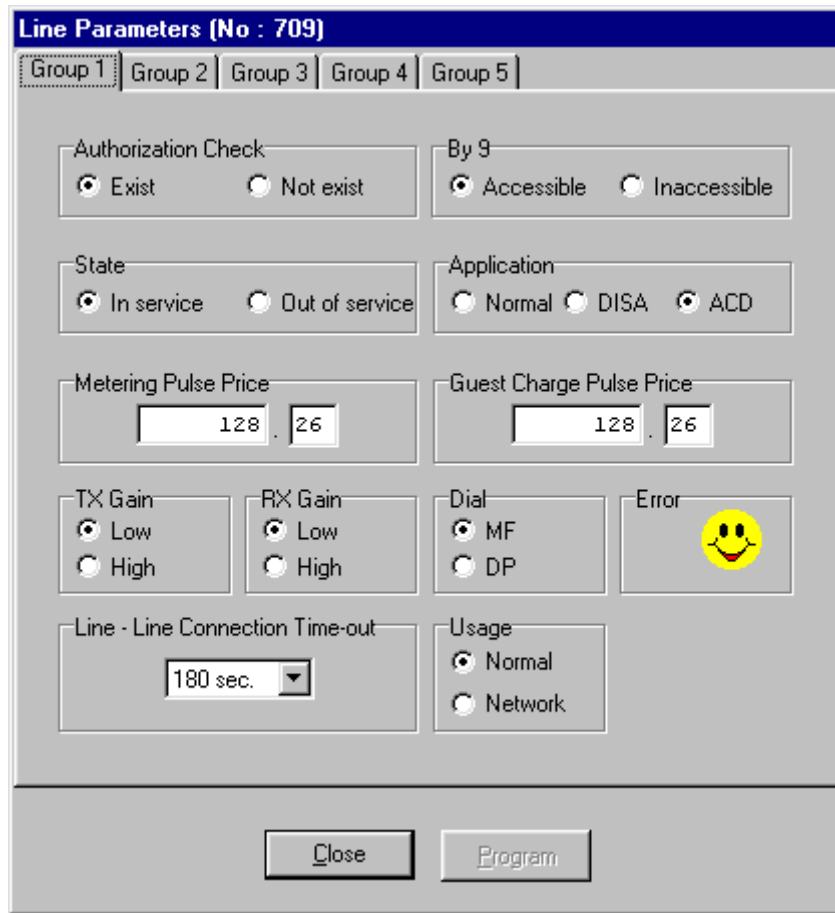 Line Parameters (No : 709)
Group 1 Group 2 Group 3 Group 4 Group 5
Authorization Check
Exist Not exist
By 9
Accessible Inaccessible
State
In service Out of service
Application
Normal DISA ACD
Metering Pulse Price
128 . 26
Guest Charge Pulse Price
128 . 26
TX Gain
Low
High
RX Gain
Low
High
Dial
MF
DP
Error
Line - Line Connection Time-out
180 sec.
Usage
Normal
Network
Close Program